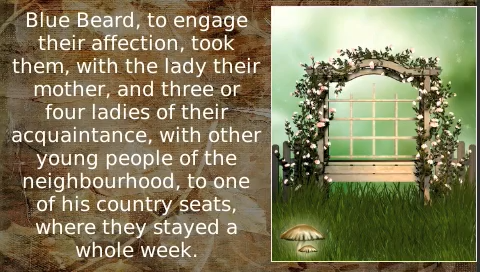 Blue Beard, to engage
their affection, took
them, with the lady their
mother, and three or
four ladies of their
acquaintance, with other
young people of the
neighbourhood, to one
of his country seats,
where they stayed a
whole week.